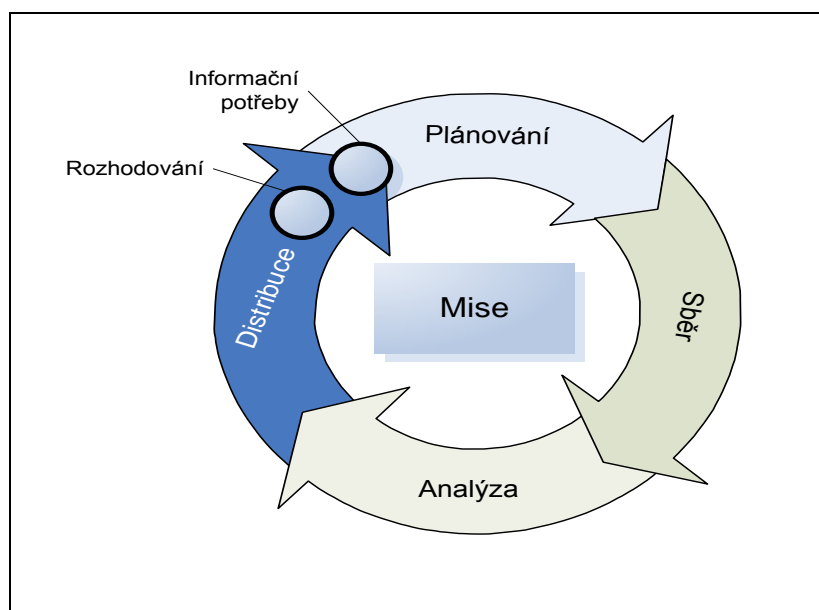 Informační
potřeby
Plánování
Rozhodování
Distribuce
Mise
Sběr
Analýza